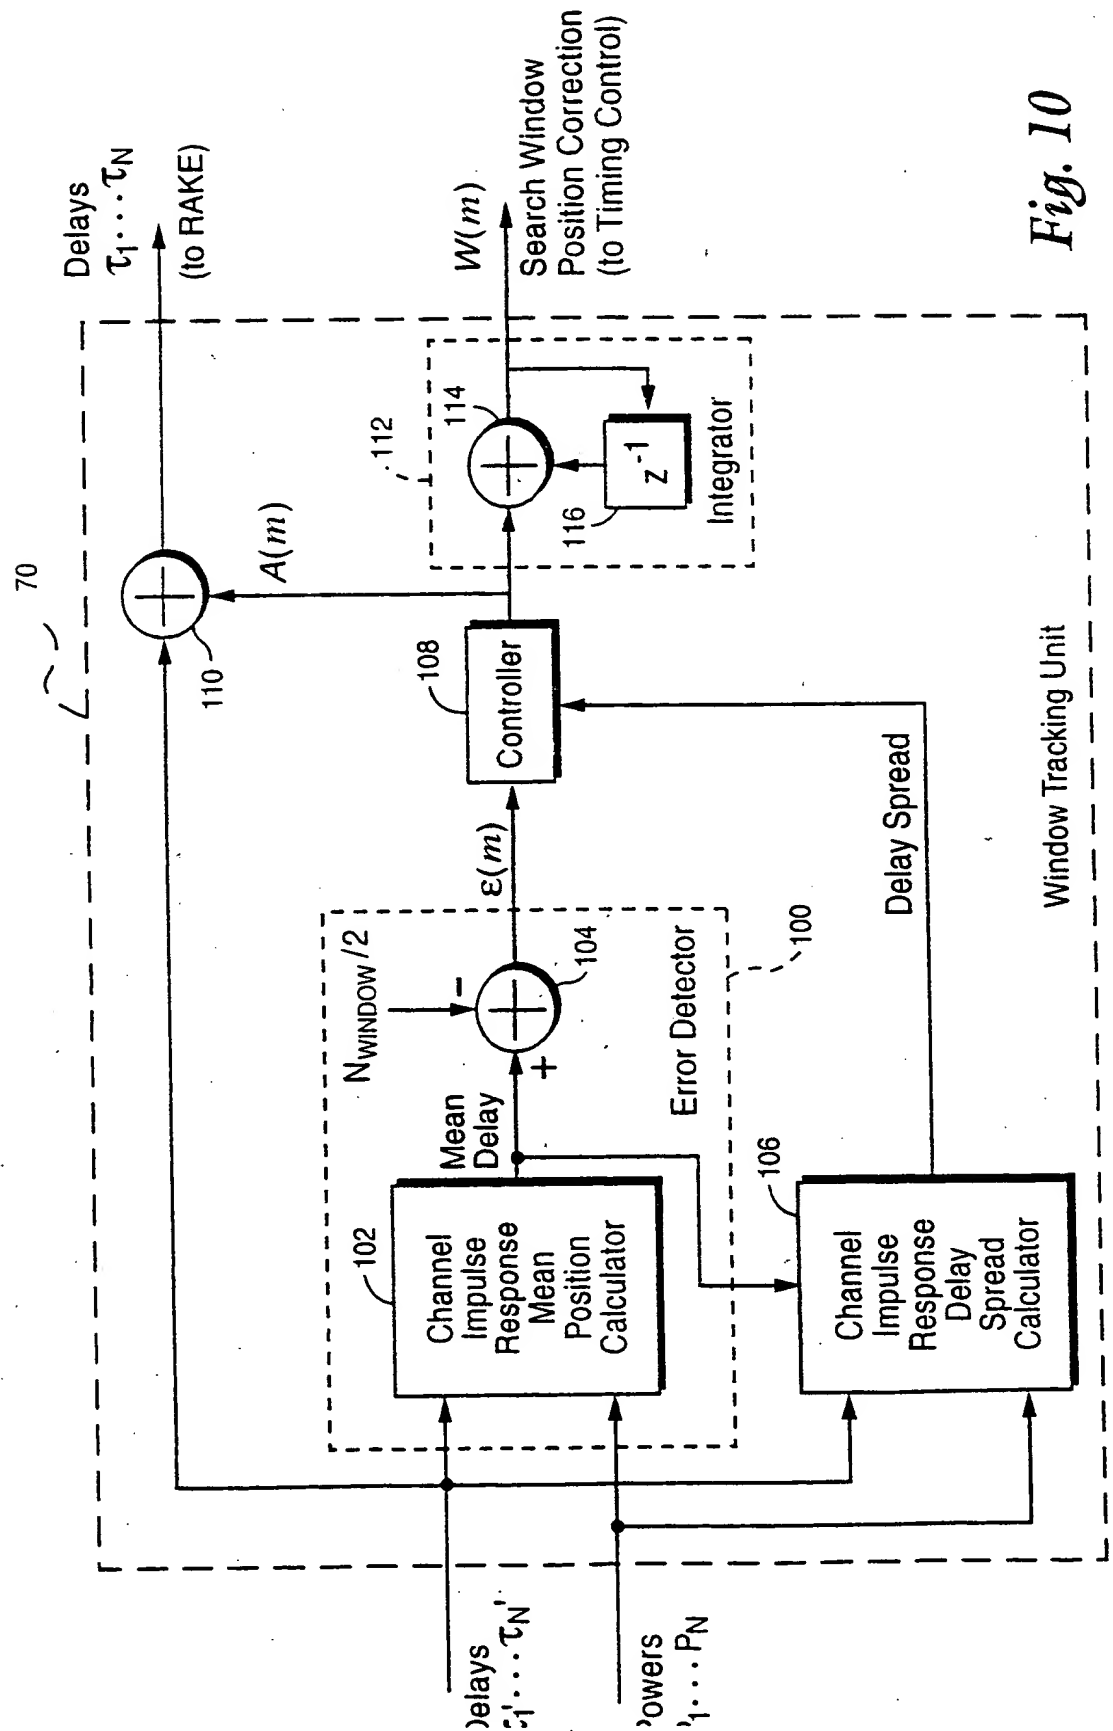 70
Delays
τ1...τN
(to RAKE)
110
A(m)
112
114
116
z-1
Integrator
W(m)
Search Window
Position Correction
(to Timing Control)
108
Controller
ε(m)
NWINDOW/2
-
+
104
Mean
Delay
Error Detector
100
102
Channel
Impulse
Response
Mean
Position
Calculator
106
Channel
Impulse
Response
Delay
Spread
Calculator
Delay Spread
Window Tracking Unit
Delays
τ1'...τN'
Powers
P1...PN
Fig. 10